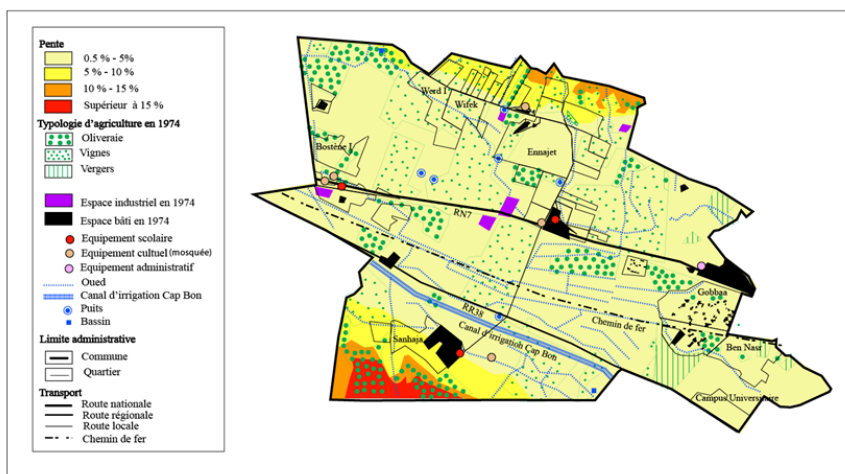 Pente
0.5 % - 5%
5 % - 10 %
10 % - 15 %
Supérieur à 15 %
Typologie d'agriculture en 1974
Oliveraie
Vignes
Vergers
Espace industriel en 1974
Espace bâti en 1974
Equipement scolaire
Equipement cultuel (mosquée)
Equipement administratif
Oued
Canal d'irrigation Cap Bon
Puits
Bassin
Limite administrative
Commune
Quartier
Transport
Route nationale
Route régionale
Route locale
Chemin de fer
Werd 1
Wifek
Ennajet
Bostène I
RN7
Gobbaa
RR38
Chemin de fer
Canal d'irrigation Cap Bon
Sanhaja
Ben Nasr
Campus Universitaire